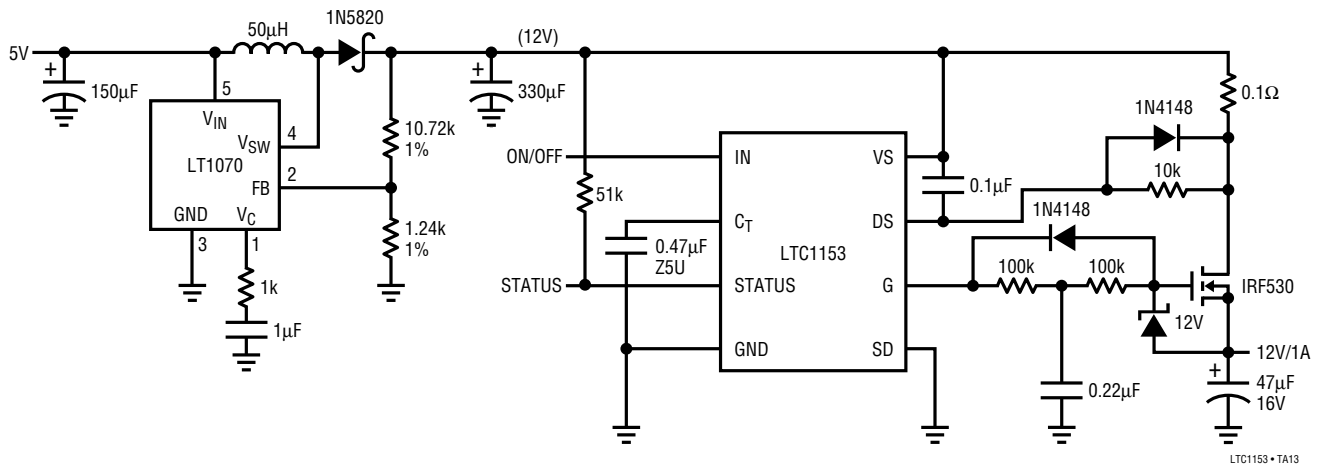 5V
50µH
1N5820
(12V)
+
150µF
+
330µF
5
VIN
VSW
4
LT1070
FB
2
GND
VC
3
1
10.72k
1%
1.24k
1%
1k
1µF
ON/OFF
51k
0.47µF
Z5U
STATUS
IN
CT
STATUS
GND
LTC1153
VS
DS
G
SD
0.1µF
1N4148
10k
0.1Ω
1N4148
100k
100k
0.22µF
IRF530
12V
12V/1A
+
47µF
16V
LTC1153 • TA13